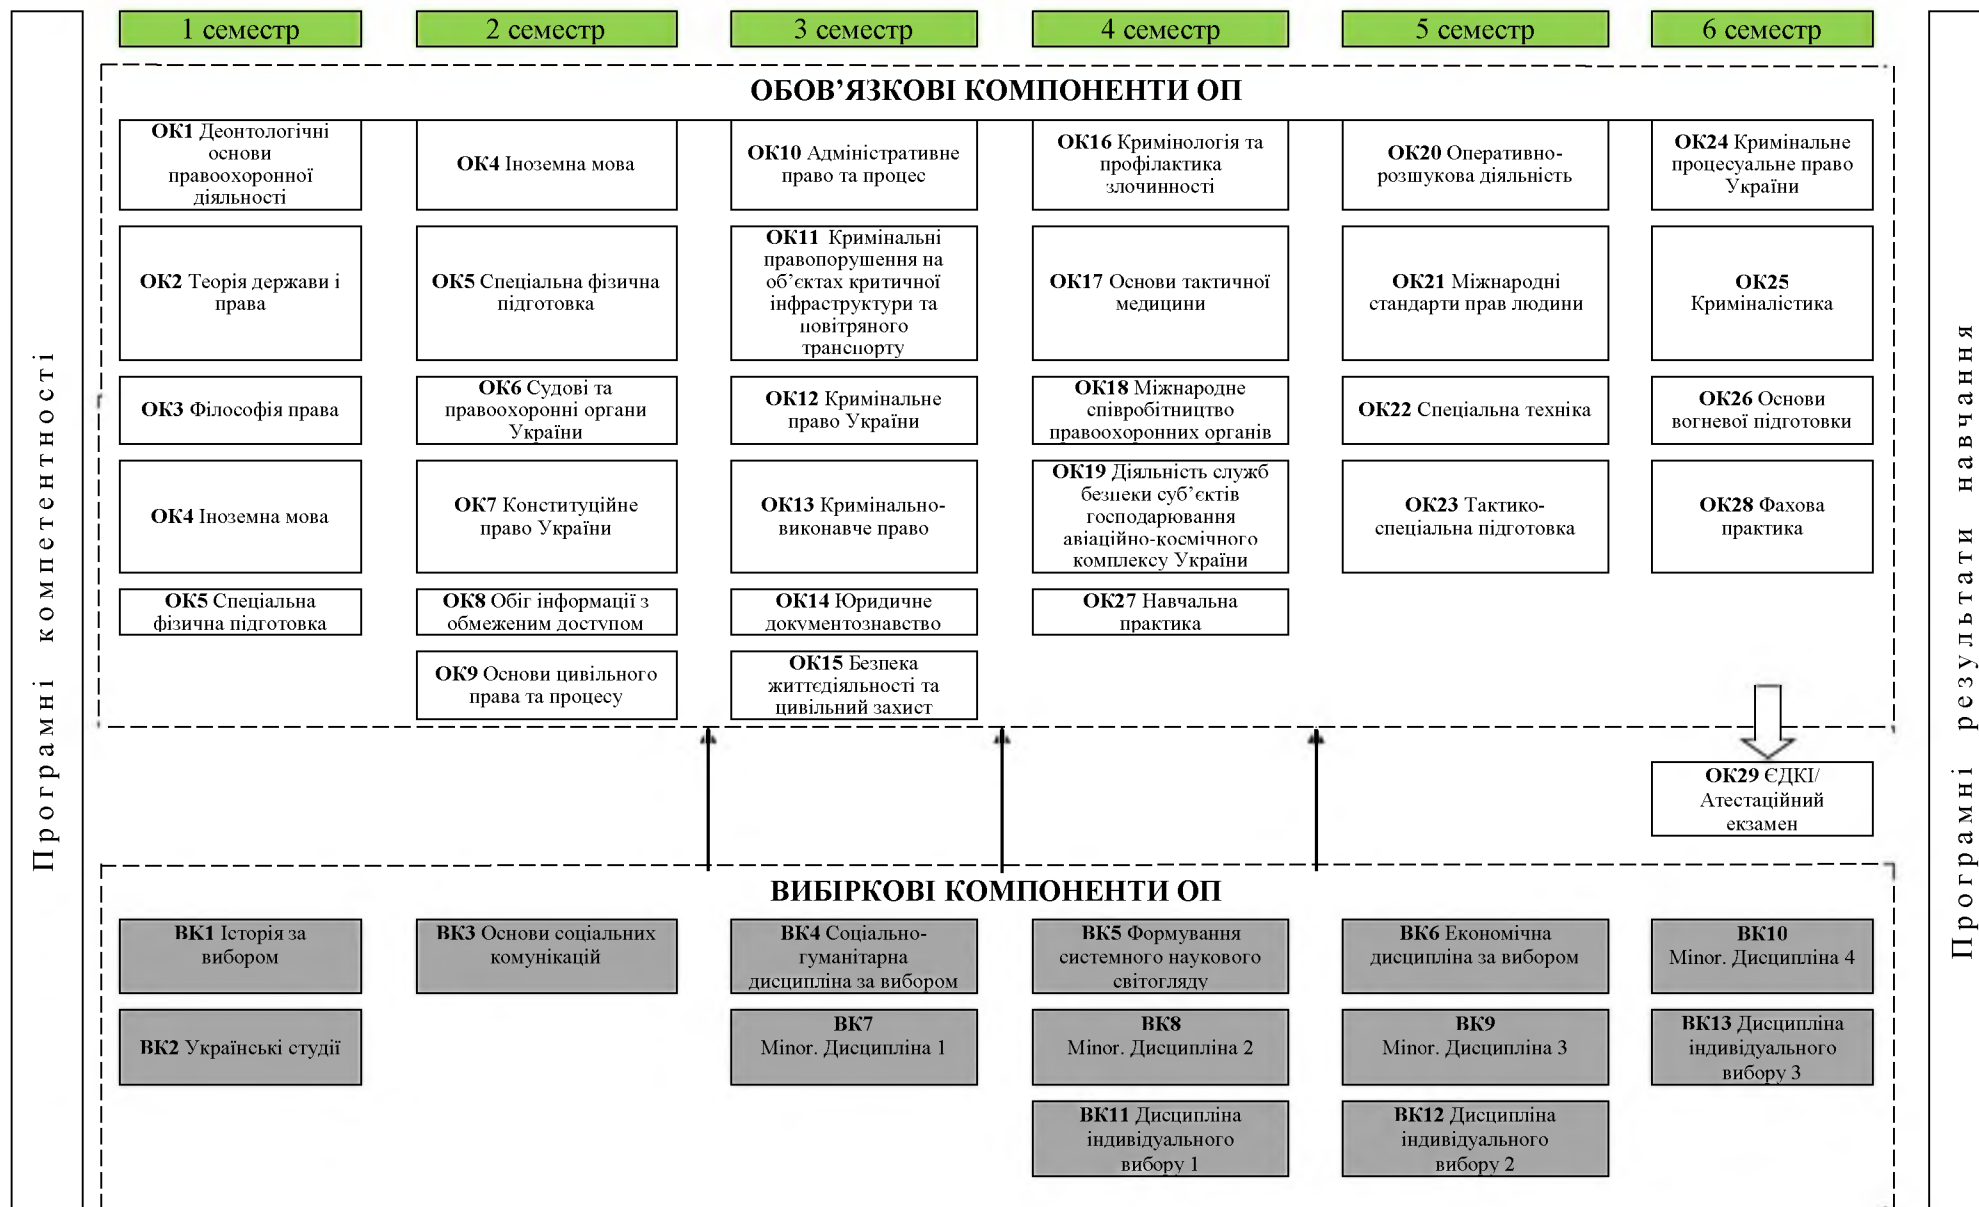 1 семестр
2 семестр
3 семестр
4 семестр
5 семестр
6 семестр
Програмні компетентності
ОБОВ’ЯЗКОВІ КОМПОНЕНТИ ОП
ОК1 Деонтологічні
основи
правоохоронної
діяльності
ОК4 Іноземна мова
ОК10 Адміністративне
право та процес
ОК16 Кримінологія та
профілактика
злочинності
ОК20 Оперативно-
розшукова діяльність
ОК24 Кримінальне
процесуальне право
України
ОК2 Теорія держави і
права
ОК5 Спеціальна фізична
підготовка
ОК11 Кримінальні
правопорушення на
об’єктах критичної
інфраструктури та
повітряного
транспорту
ОК17 Основи тактичної
медицини
ОК21 Міжнародні
стандарти прав людини
ОК25
Криміналістика
ОК3 Філософія права
ОК6 Судові та
правоохоронні органи
України
ОК12 Кримінальне
право України
ОК18 Міжнародне
співробітництво
правоохоронних органів
ОК22 Спеціальна техніка
ОК26 Основи
вогневої підготовки
ОК4 Іноземна мова
ОК7 Конституційне
право України
ОК13 Кримінально-
виконавче право
ОК19 Діяльність служб
безпеки суб’єктів
господарювання
авіаційно-космічного
комплексу України
ОК23 Тактико-
спеціальна підготовка
ОК28 Фахова
практика
ОК5 Спеціальна
фізична підготовка
ОК8 Обіг інформації з
обмеженим доступом
ОК14 Юридичне
документознавство
ОК27 Навчальна
практика
ОК9 Основи цивільного
права та процесу
ОК15 Безпека
життєдіяльності та
цивільний захист
ОК29 ЄДКІ/
Атестаційний
екзамен
ВИБІРКОВІ КОМПОНЕНТИ ОП
ВК1 Історія за
вибором
ВК3 Основи соціальних
комунікацій
ВК4 Соціально-
гуманітарна
дисципліна за вибором
ВК5 Формування
системного наукового
світогляду
ВК6 Економічна
дисципліна за вибором
ВК10
Minor. Дисципліна 4
ВК2 Українські студії
ВК7
Minor. Дисципліна 1
ВК8
Minor. Дисципліна 2
ВК9
Minor. Дисципліна 3
ВК13 Дисципліна
індивідуального
вибору 3
ВК11 Дисципліна
індивідуального
вибору 1
ВК12 Дисципліна
індивідуального
вибору 2
Програмні результати навчання